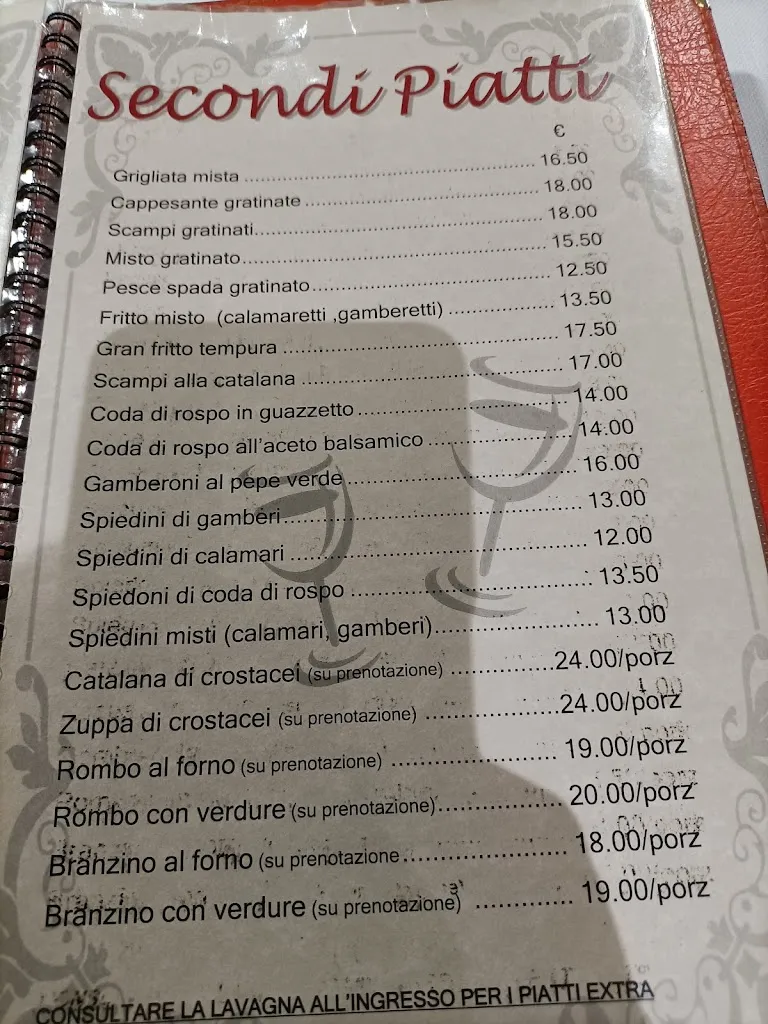 Secondi Piatti
€
Grigliata mista ........ 16.50
Cappesante gratinate ........ 18.00
Scampi gratinati........ 18.00
Misto gratinato........ 15.50
Pesce spada gratinato........ 12.50
Fritto misto (calamaretti ,gamberetti) ........ 13.50
Gran fritto tempura ........ 17.50
Scampi alla catalana ........ 17.00
Coda di rospo in guazzetto........ 14.00
Coda di rospo all'aceto balsamico ........ 14.00
Gamberoni al pepe verde........ 16.00
Spiedini di gamberi........ 13.00
Spiedini di calamari ........ 12.00
Spiedoni di coda di rospo ........ 13.50
Spiedini misti (calamari, gamberi)........ 13.00
Catalana di crostacei (su prenotazione) ........24.00/porz
Zuppa di crostacei (su prenotazione) ........24.00/porz
Rombo al forno (su prenotazione) ........ 19.00/porz
Rombo con verdure (su prenotazione)........ 20.00/porz
Branzino al forno (su prenotazione........ 18.00/porz
Branzino con verdure (su prenotazione) ........ 19.00/porz
CONSULTARE LA LAVAGNA ALL'INGRESSO PER I PIATTI EXTRA